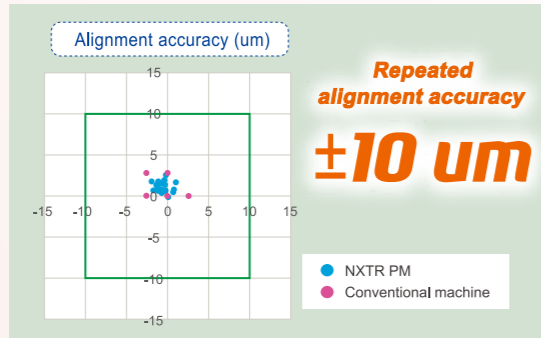 Alignment accuracy (um)
15
10
5
0
-15 -10 -5 0 5 10 15
-5
-10
-15
Repeated
alignment accuracy
±10 um
NXTR PM
Conventional machine